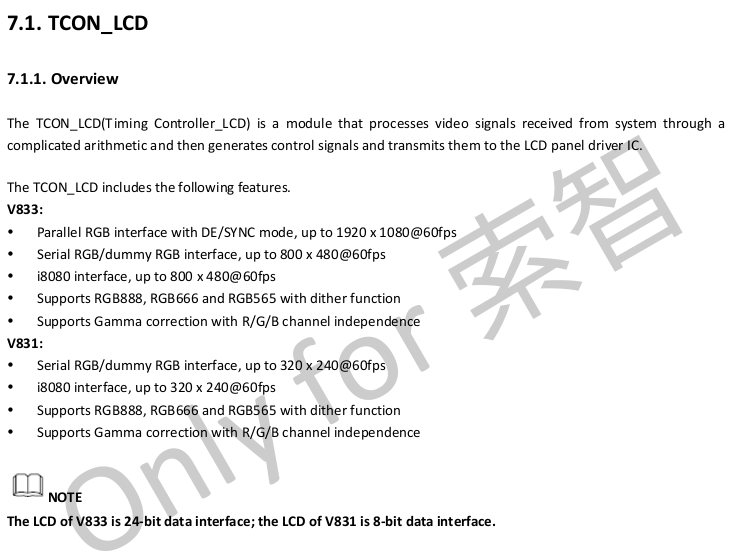 7.1. TCON_LCD
7.1.1. Overview
The TCON_LCD(Timing Controller_LCD) is a module that processes video signals received from system through a
complicated arithmetic and then generates control signals and transmits them to the LCD panel driver IC.
The TCON_LCD includes the following features.
V833:
• Parallel RGB interface with DE/SYNC mode, up to 1920 x 1080@60fps
• Serial RGB/dummy RGB interface, up to 800 x 480@60fps
• i8080 interface, up to 800 x 480@60fps
• Supports RGB888, RGB666 and RGB565 with dither function
• Supports Gamma correction with R/G/B channel independence
V831:
• Serial RGB/dummy RGB interface, up to 320 x 240@60fps
• i8080 interface, up to 320 x 240@60fps
• Supports RGB888, RGB666 and RGB565 with dither function
• Supports Gamma correction with R/G/B channel independence
NOTE
The LCD of V833 is 24-bit data interface; the LCD of V831 is 8-bit data interface.
Only for 索智